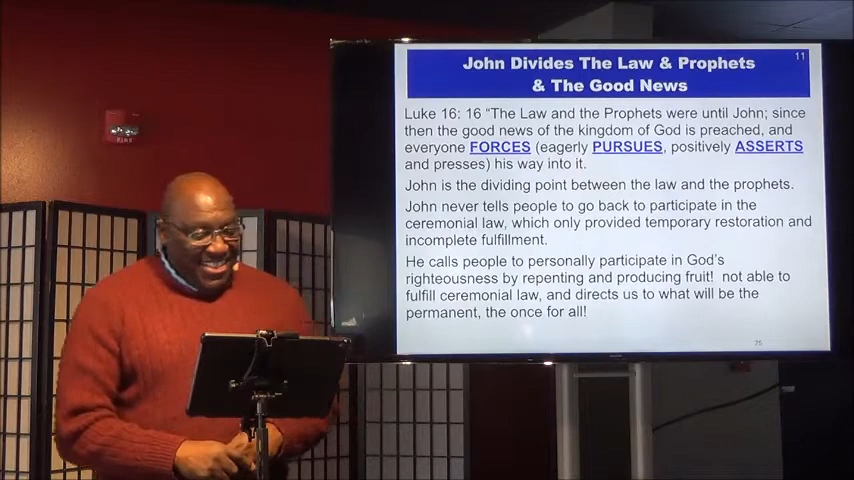 FIRE
John Divides The Law & Prophets
& The Good News
11
Luke 16: 16 “The Law and the Prophets were until John; since
then the good news of the kingdom of God is preached, and
everyone FORCES (eagerly PURSUES, positively ASSERTS
and presses) his way into it.
John is the dividing point between the law and the prophets.
John never tells people to go back to participate in the
ceremonial law, which only provided temporary restoration and
incomplete fulfillment.
He calls people to personally participate in God’s
righteousness by repenting and producing fruit!  not able to
fulfill ceremonial law, and directs us to what will be the
permanent, the once for all!